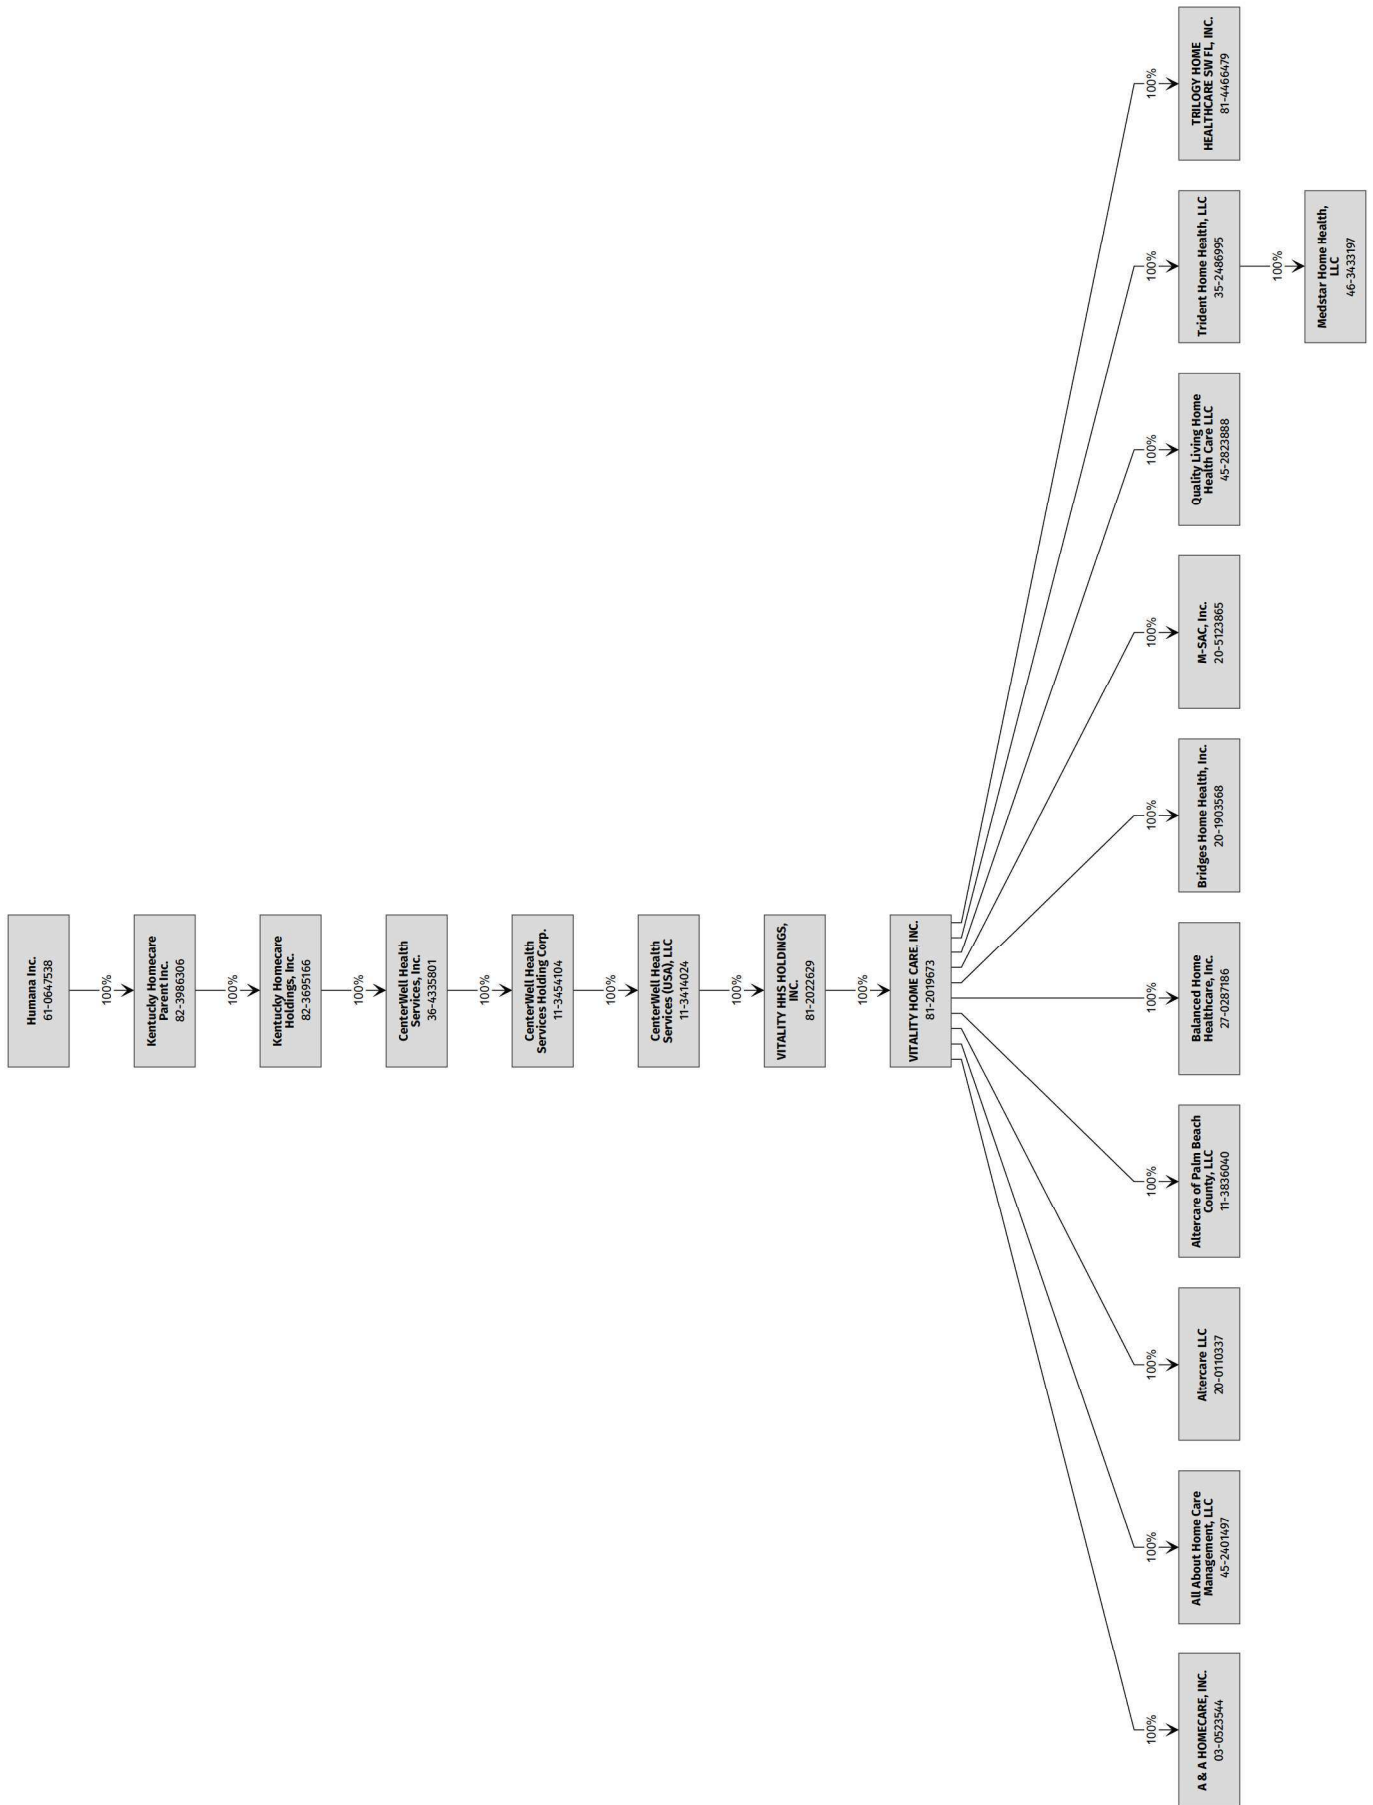 Humana Inc.
61-0647538
100%
Kentucky Homecare
Parent Inc.
82-3986306
100%
Kentucky Homecare
Holdings, Inc.
82-3695166
100%
CenterWell Health
Services, Inc.
36-4335801
100%
CenterWell Health
Services Holding Corp.
11-3454104
100%
CenterWell Health
Services (USA), LLC
11-3414024
100%
VITALITY HHS HOLDINGS,
INC.
81-2022629
100%
VITALITY HOME CARE, INC.
81-2019673
100%
A & A HOMECARE, INC.
03-0523544
100%
All About Home Care
Management, LLC
45-2401497
100%
Altercare LLC
20-0110337
100%
Altercare of Palm Beach
County, LLC
11-3836040
100%
Balanced Home
Healthcare, Inc.
27-0287186
100%
Bridges Home Health, Inc.
20-1903568
100%
M-SAC, Inc.
20-5123865
100%
Quality Living Home
Health Care LLC
45-2823888
100%
Trident Home Health, LLC
35-2486995
100%
TRILOGY HOME
HEALTHCARE SW FL, INC.
81-4466479
100%
Medstar Home Health,
LLC
46-3433197